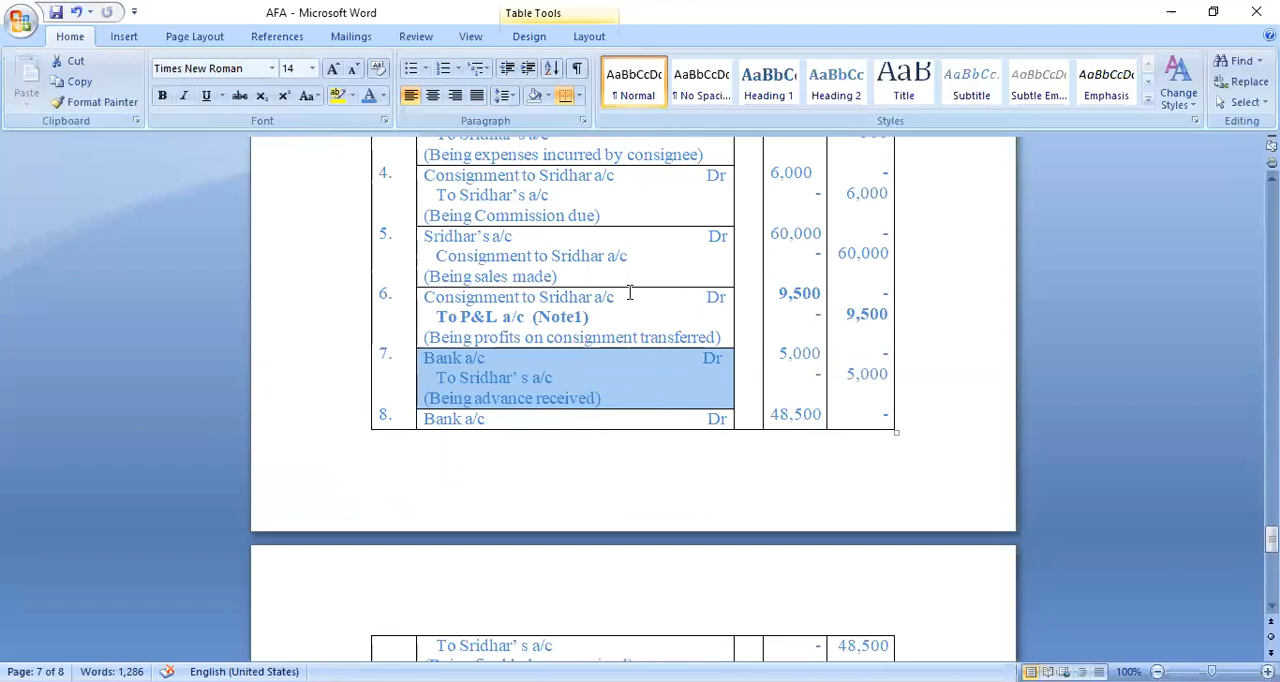 AFA - Microsoft Word
Table Tools
Home Insert Page Layout References Mailings Review View Design Layout
Paste
Cut
Copy
Format Painter
Clipboard
Times New Roman 14
Font
Paragraph
AaBbCcDc AaBbCcDc AaBbCc AaBbCc AaB AaBbCc. AaBbCcDc AaBbCcDc
¶ Normal ¶ No Spaci... Heading 1 Heading 2 Title Subtitle Subtle Em... Emphasis
Change Styles
Styles
Find
Replace
Select
Editing
(Being expenses incurred by consignee)
4. Consignment to Sridhar a/c Dr 6,000 -
To Sridhar’s a/c - 6,000
(Being Commission due)
5. Sridhar’s a/c Dr 60,000 -
Consignment to Sridhar a/c - 60,000
(Being sales made)
6. Consignment to Sridhar a/c Dr 9,500 -
To P&L a/c (Note1) - 9,500
(Being profits on consignment transferred)
7. Bank a/c Dr 5,000 -
To Sridhar’ s a/c - 5,000
(Being advance received)
8. Bank a/c Dr 48,500 -
To Sridhar’ s a/c - 48,500
Page: 7 of 8 Words: 1,286 English (United States) 100%